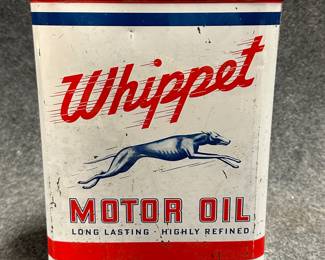 Whippet
MOTOR OIL
LONG LASTING · HIGHLY REFINED